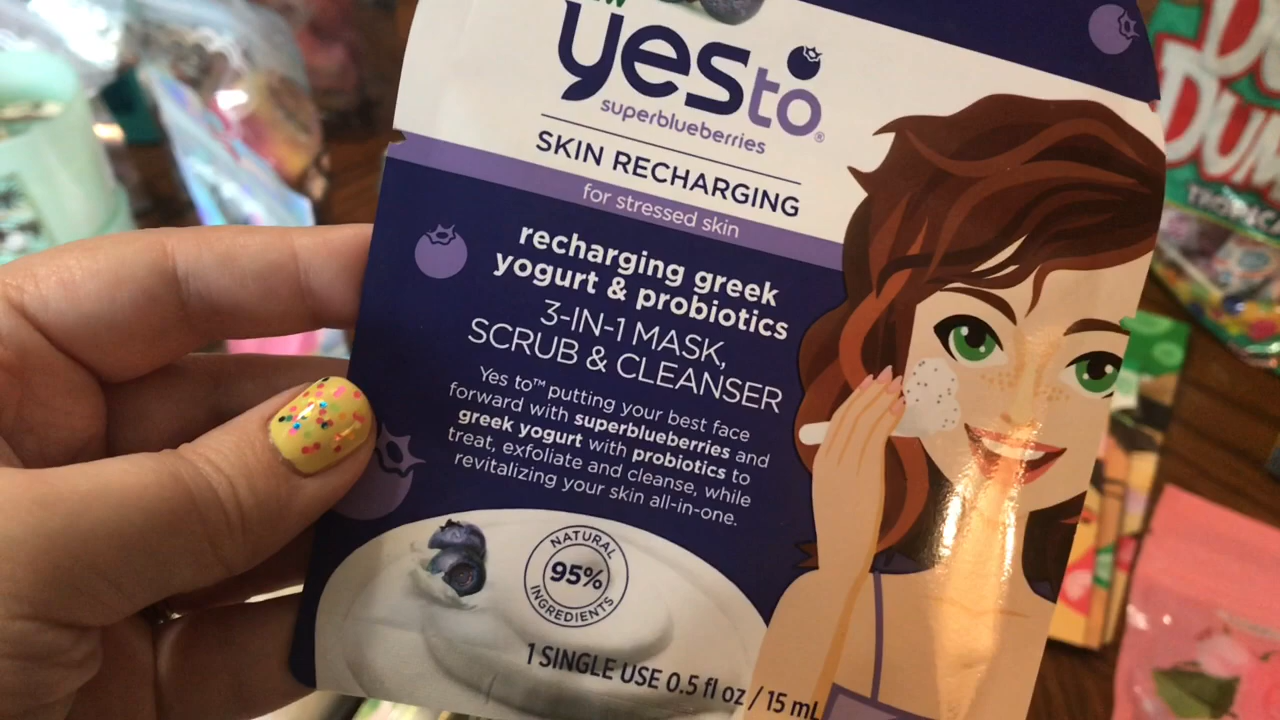 yes to®
superblueberries
SKIN RECHARGING
for stressed skin
recharging greek
yogurt & probiotics
3-IN-1 MASK,
SCRUB & CLEANSER
Yes to™ putting your best face
forward with superblueberries and
greek yogurt with probiotics to
treat, exfoliate and cleanse, while
revitalizing your skin all-in-one.
NATURAL
95%
INGREDIENTS
1 SINGLE USE 0.5 fl oz / 15 mL